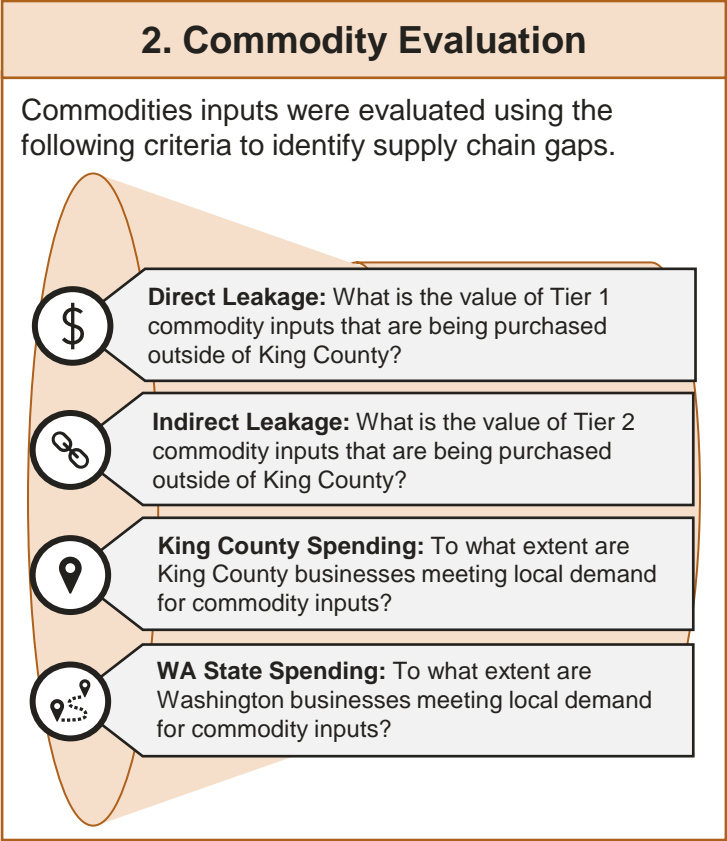 2. Commodity Evaluation
Commodities inputs were evaluated using the
following criteria to identify supply chain gaps.
$
Direct Leakage: What is the value of Tier 1
commodity inputs that are being purchased
outside of King County?
Indirect Leakage: What is the value of Tier 2
commodity inputs that are being purchased
outside of King County?
King County Spending: To what extent are
King County businesses meeting local demand
for commodity inputs?
WA State Spending: To what extent are
Washington businesses meeting local demand
for commodity inputs?